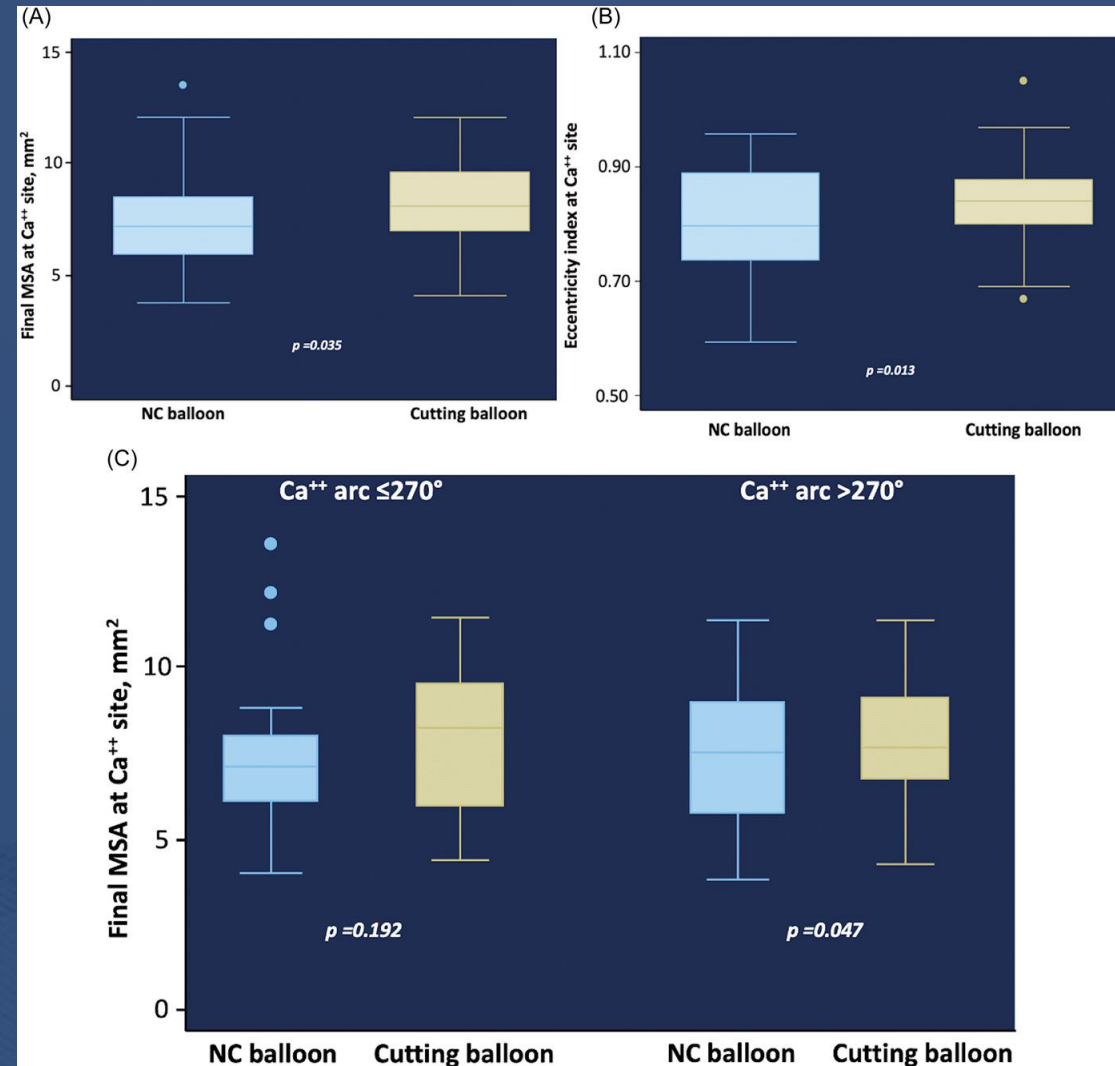 (A)
Final MSA at Ca⁺⁺ site, mm²
15
10
5
0
p =0.035
NC balloon Cutting balloon
(B)
Eccentricity index at Ca⁺⁺ site
1.10
0.90
0.70
0.50
p =0.013
NC balloon Cutting balloon
(C)
Final MSA at Ca⁺⁺ site, mm²
Ca⁺⁺ arc ≤270° Ca⁺⁺ arc >270°
15
10
5
0
p =0.192 p =0.047
NC balloon Cutting balloon NC balloon Cutting balloon